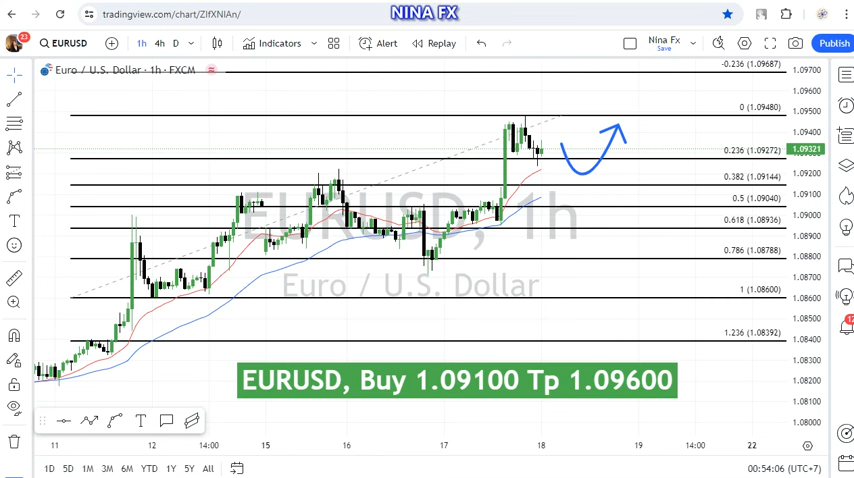 NINA FX
tradingview.com/chart/ZIfXNIAn/
EURUSD
1h 4h D
Indicators
Alert
Replay
Nina Fx
Save
Publish
Euro / U.S. Dollar · 1h · FXCM
-0.236 (1.09687)
0 (1.09480)
0.236 (1.09272)
0.382 (1.09144)
0.5 (1.09040)
0.618 (1.08936)
0.786 (1.08788)
1 (1.08600)
1.236 (1.08392)
1.09700
1.09600
1.09500
1.09400
1.09321
1.09200
1.09100
1.09000
1.08900
1.08800
1.08700
1.08600
1.08500
1.08400
1.08300
1.08200
1.08100
1.08000
EURUSD, 1h
Euro / U.S. Dollar
EURUSD, Buy 1.09100 Tp 1.09600
11 12 14:00 15 16 17 18 19 14:00 22
1D 5D 1M 3M 6M YTD 1Y 5Y All
00:54:06 (UTC+7)